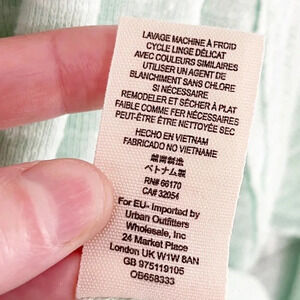 LAVAGE MACHINE À FROID
CYCLE LINGE DÉLICAT
AVEC COULEURS SIMILAIRES
UTILISER UN AGENT DE
BLANCHIMENT SANS CHLORE
SI NÉCESSAIRE
REMODELER ET SÉCHER À PLAT
FAIBLE COMME FER NÉCESSAIRES
PEUT-ÊTRE ÊTRE NETTOYÉE SEC
HECHO EN VIETNAM
FABRICADO NO VIETNAME
越南製造
ベトナム製
RN# 66170
CA# 32054
For EU- Imported by
Urban Outfitters
Wholesale, Inc
24 Market Place
London UK W1W 8AN
GB 975119105
OB658333